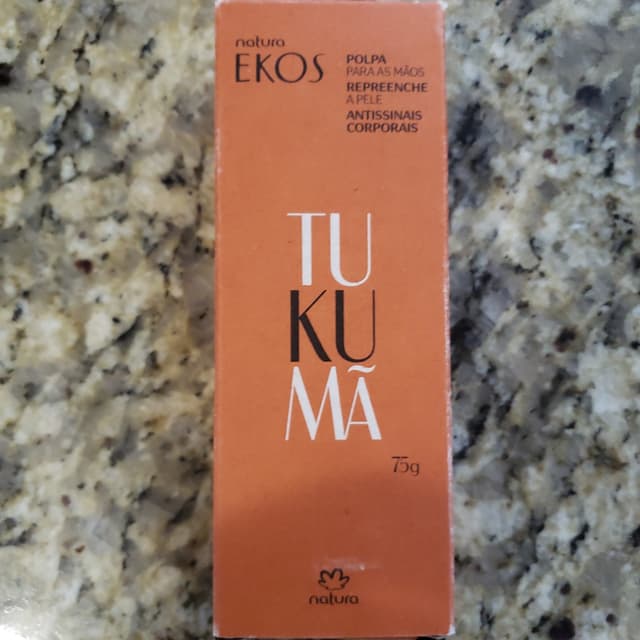 natura
EKOS
POLPA
PARA AS MÃOS
REPREENCHE
A PELE
ANTISSINAIS
CORPORAIS
TU
KU
MÃ
75g
natura